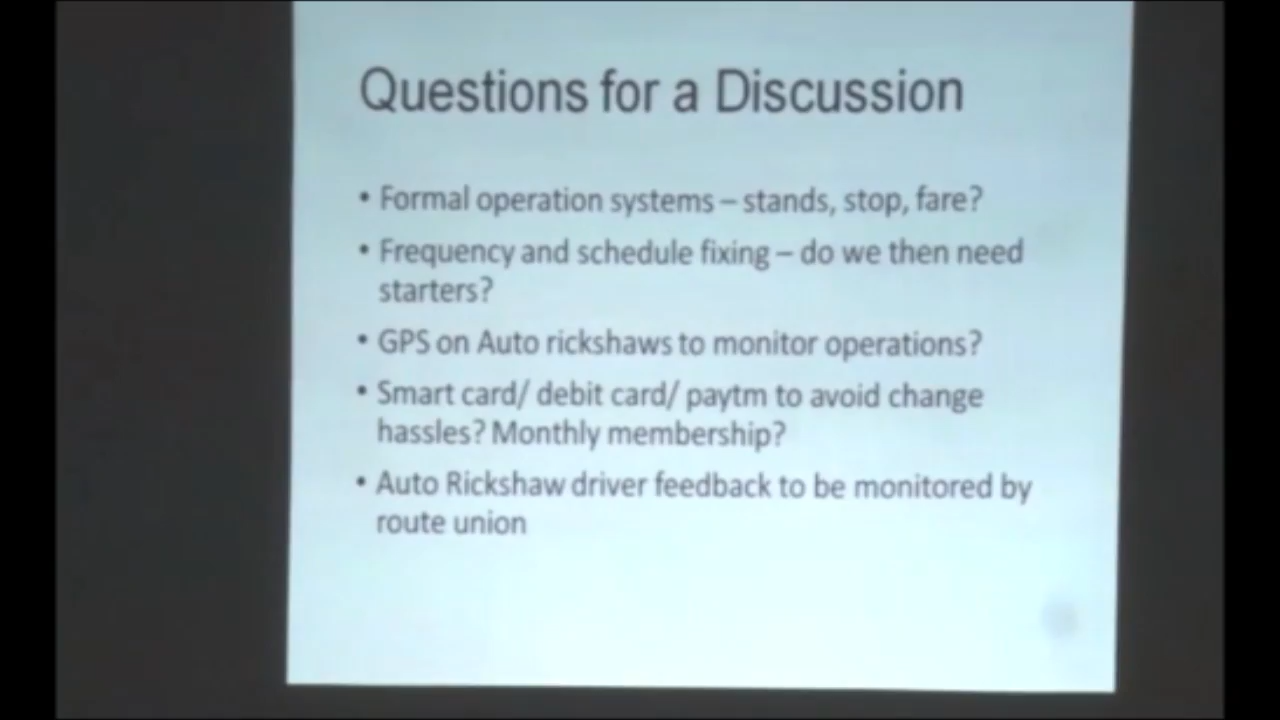 Questions for a Discussion
• Formal operation systems – stands, stop, fare?
• Frequency and schedule fixing – do we then need
starters?
• GPS on Auto rickshaws to monitor operations?
• Smart card/ debit card/ paytm to avoid change
hassles? Monthly membership?
• Auto Rickshaw driver feedback to be monitored by
route union